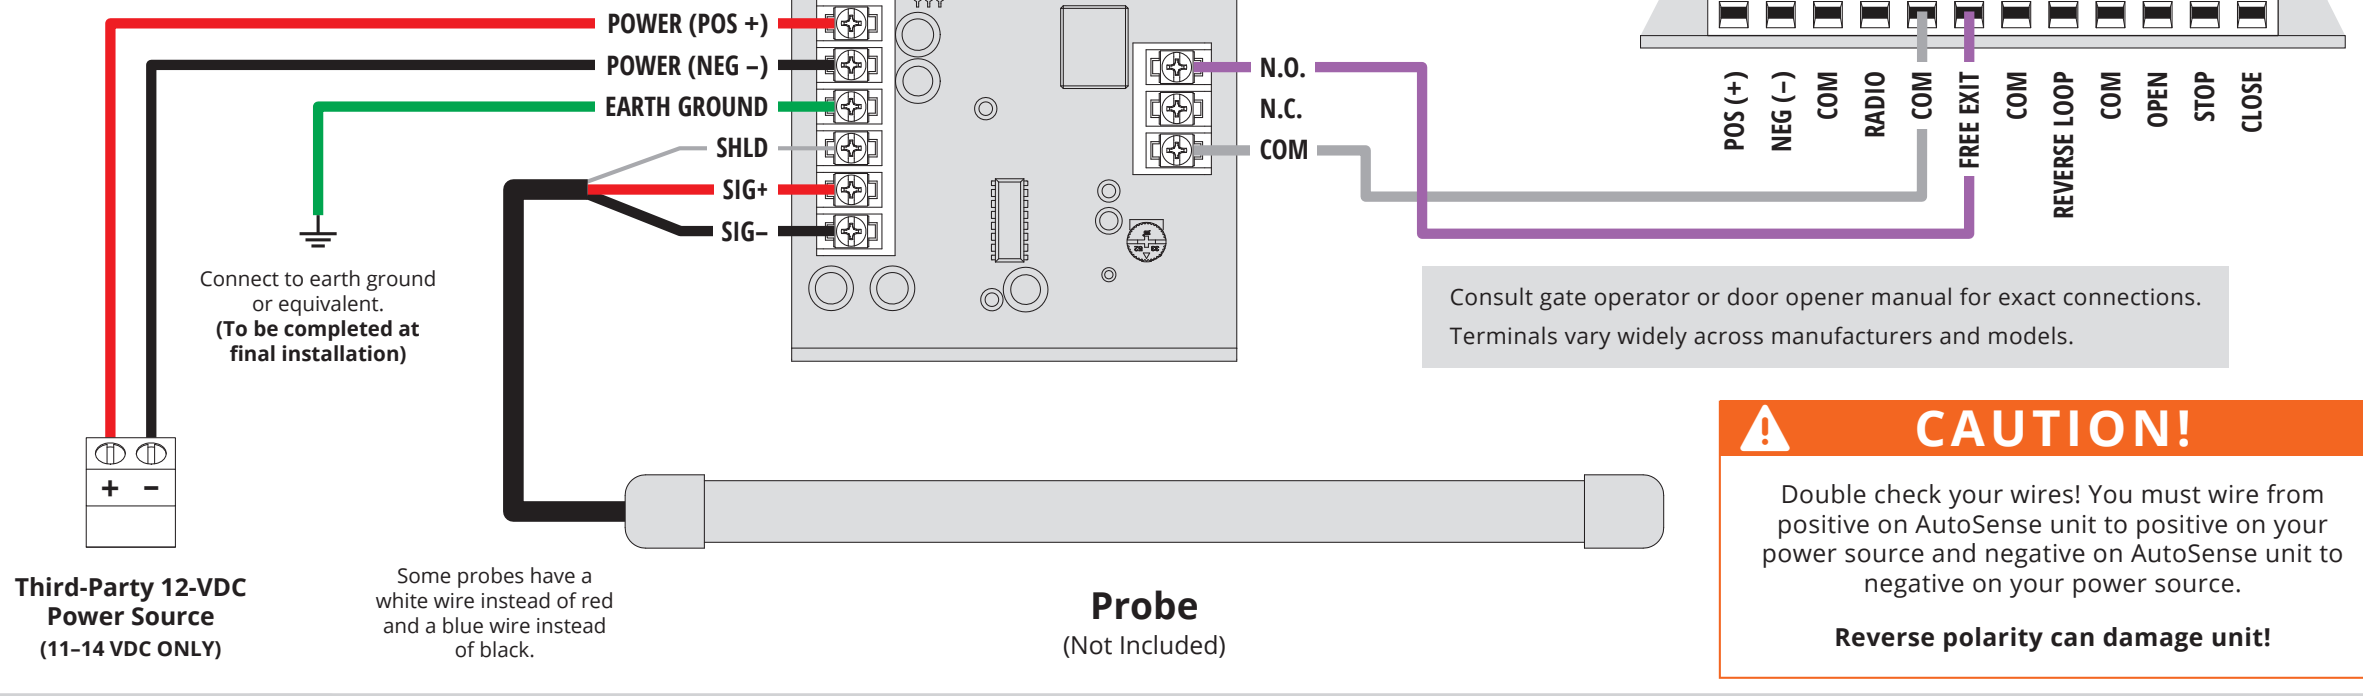 POWER (POS +)
POWER (NEG –)
EARTH GROUND
SHLD
SIG+
SIG–
N.O.
N.C.
COM
POS (+)
NEG (–)
COM
RADIO
COM
FREE EXIT
COM
REVERSE LOOP
COM
OPEN
STOP
CLOSE
Connect to earth ground
or equivalent.
(To be completed at
final installation)
Consult gate operator or door opener manual for exact connections.
Terminals vary widely across manufacturers and models.
+ –
Third-Party 12-VDC
Power Source
(11–14 VDC ONLY)
Some probes have a
white wire instead of red
and a blue wire instead
of black.
Probe
(Not Included)
CAUTION!
Double check your wires! You must wire from
positive on AutoSense unit to positive on your
power source and negative on AutoSense unit to
negative on your power source.
Reverse polarity can damage unit!